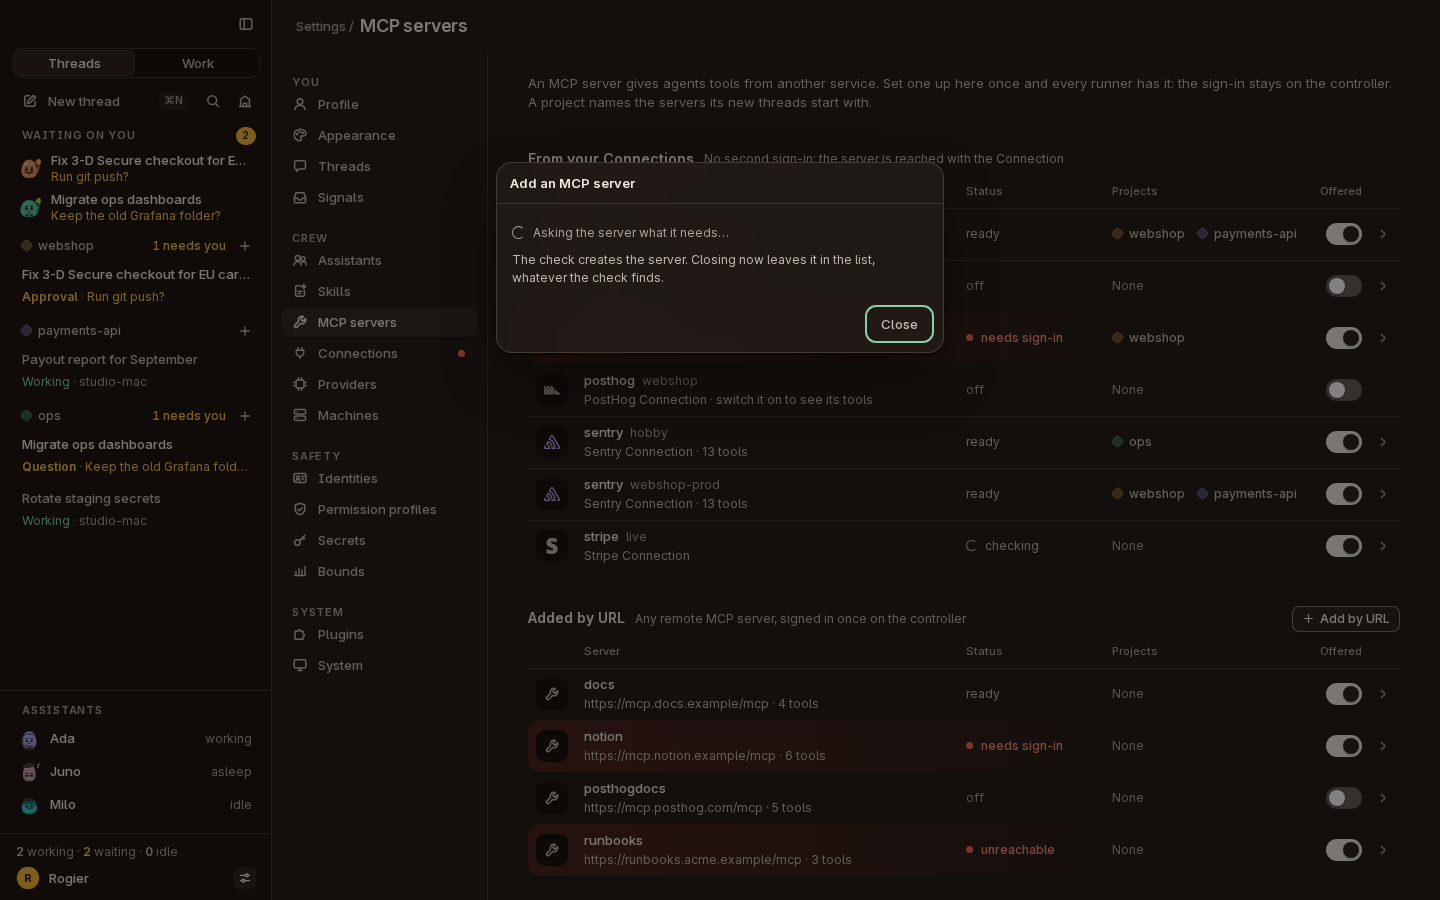 Settings / MCP servers
Threads
Work
New thread
⌘N
WAITING ON YOU
2
Fix 3-D Secure checkout for E…
Run git push?
Migrate ops dashboards
Keep the old Grafana folder?
webshop
1 needs you
Fix 3-D Secure checkout for EU car…
Approval · Run git push?
payments-api
Payout report for September
Working · studio-mac
ops
1 needs you
Migrate ops dashboards
Question · Keep the old Grafana fold…
Rotate staging secrets
Working · studio-mac
ASSISTANTS
Ada
working
Juno
asleep
Milo
idle
2 working · 2 waiting · 0 idle
R
Rogier
YOU
Profile
Appearance
Threads
Signals
CREW
Assistants
Skills
MCP servers
Connections
Providers
Machines
SAFETY
Identities
Permission profiles
Secrets
Bounds
SYSTEM
Plugins
System
An MCP server gives agents tools from another service. Set one up here once and every runner has it: the sign-in stays on the controller.
A project names the servers its new threads start with.
From your Connections No second sign-in: the server is reached with the Connection
Status Projects Offered
ready webshop payments-api
off None
needs sign-in webshop
Add an MCP server
Asking the server what it needs…
The check creates the server. Closing now leaves it in the list,
whatever the check finds.
Close
posthog webshop
PostHog Connection · switch it on to see its tools
off None
sentry hobby
Sentry Connection · 13 tools
ready ops
sentry webshop-prod
Sentry Connection · 13 tools
ready webshop payments-api
stripe live
Stripe Connection
checking None
Added by URL Any remote MCP server, signed in once on the controller
Add by URL
Server Status Projects Offered
docs
https://mcp.docs.example/mcp · 4 tools
ready None
notion
https://mcp.notion.example/mcp · 6 tools
needs sign-in None
posthogdocs
https://mcp.posthog.com/mcp · 5 tools
off None
runbooks
https://runbooks.acme.example/mcp · 3 tools
unreachable None